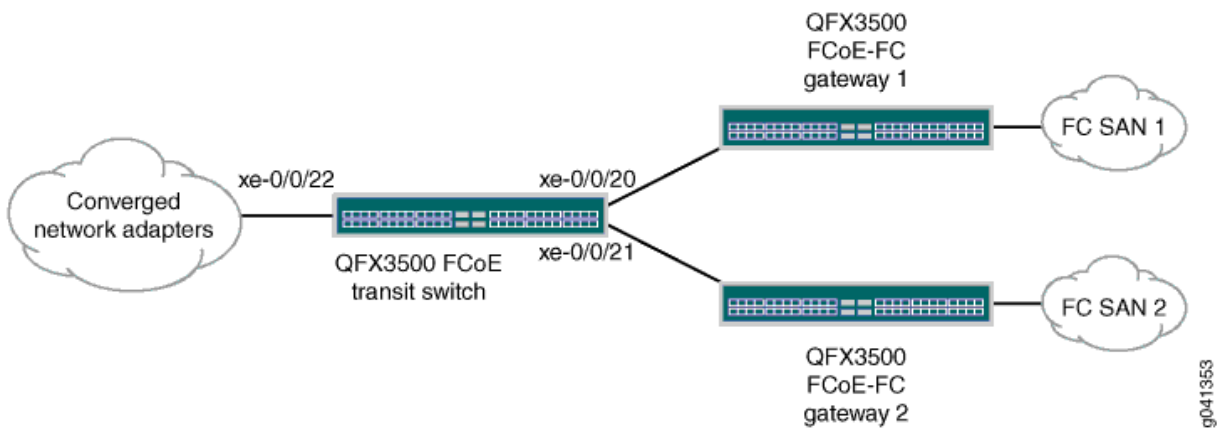 QFX3500
FCoE-FC
gateway 1
FC SAN 1
xe-0/0/22
xe-0/0/20
Converged
network adapters
xe-0/0/21
QFX3500 FCoE
transit switch
FC SAN 2
QFX3500
FCoE-FC
gateway 2
g041353